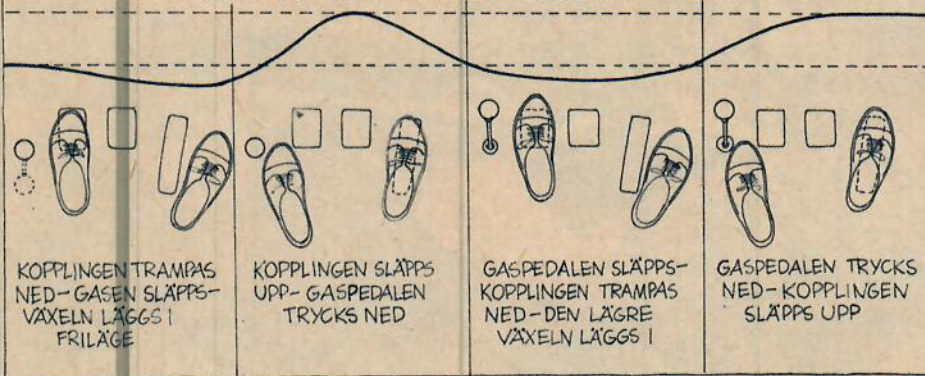 KOPPLINGEN TRAMPAS
NED-GASEN SLÄPPS-
VÄXELN LÄGGS I
FRILÄGE
KOPPLINGEN SLÄPPS
UPP-GASPEDALEN
TRYCKS NED
GASPEDALEN SLÄPPS-
KOPPLINGEN TRAMPAS
NED-DEN LÄGRE
VÄXELN LÄGGS I
GASPEDALEN TRYCKS
NED-KOPPLINGEN
SLÄPPS UPP